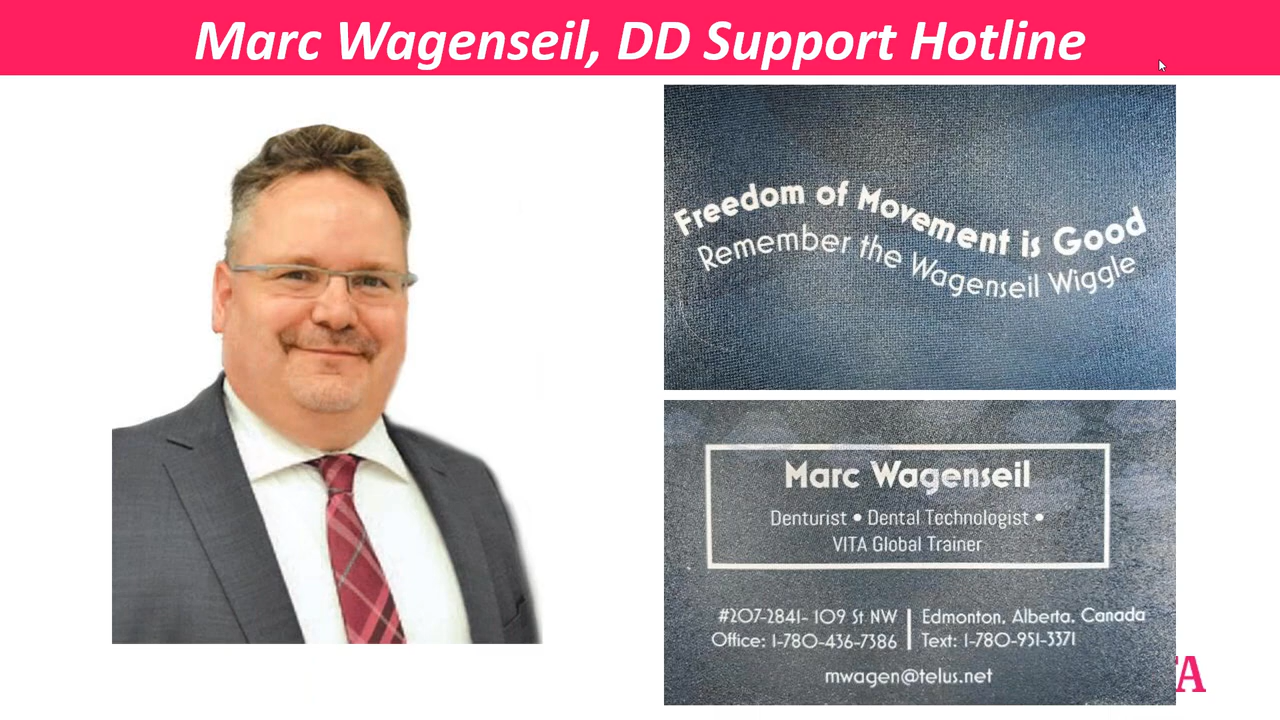 Marc Wagenseil, DD Support Hotline
Freedom of Movement is Good
Remember the Wagenseil Wiggle
Marc Wagenseil
Denturist • Dental Technologist •
VITA Global Trainer
#207-2841- 109 St NW | Edmonton, Alberta, Canada
Office: 1-780-436-7386 | Text: 1-780-951-3371
mwagen@telus.net